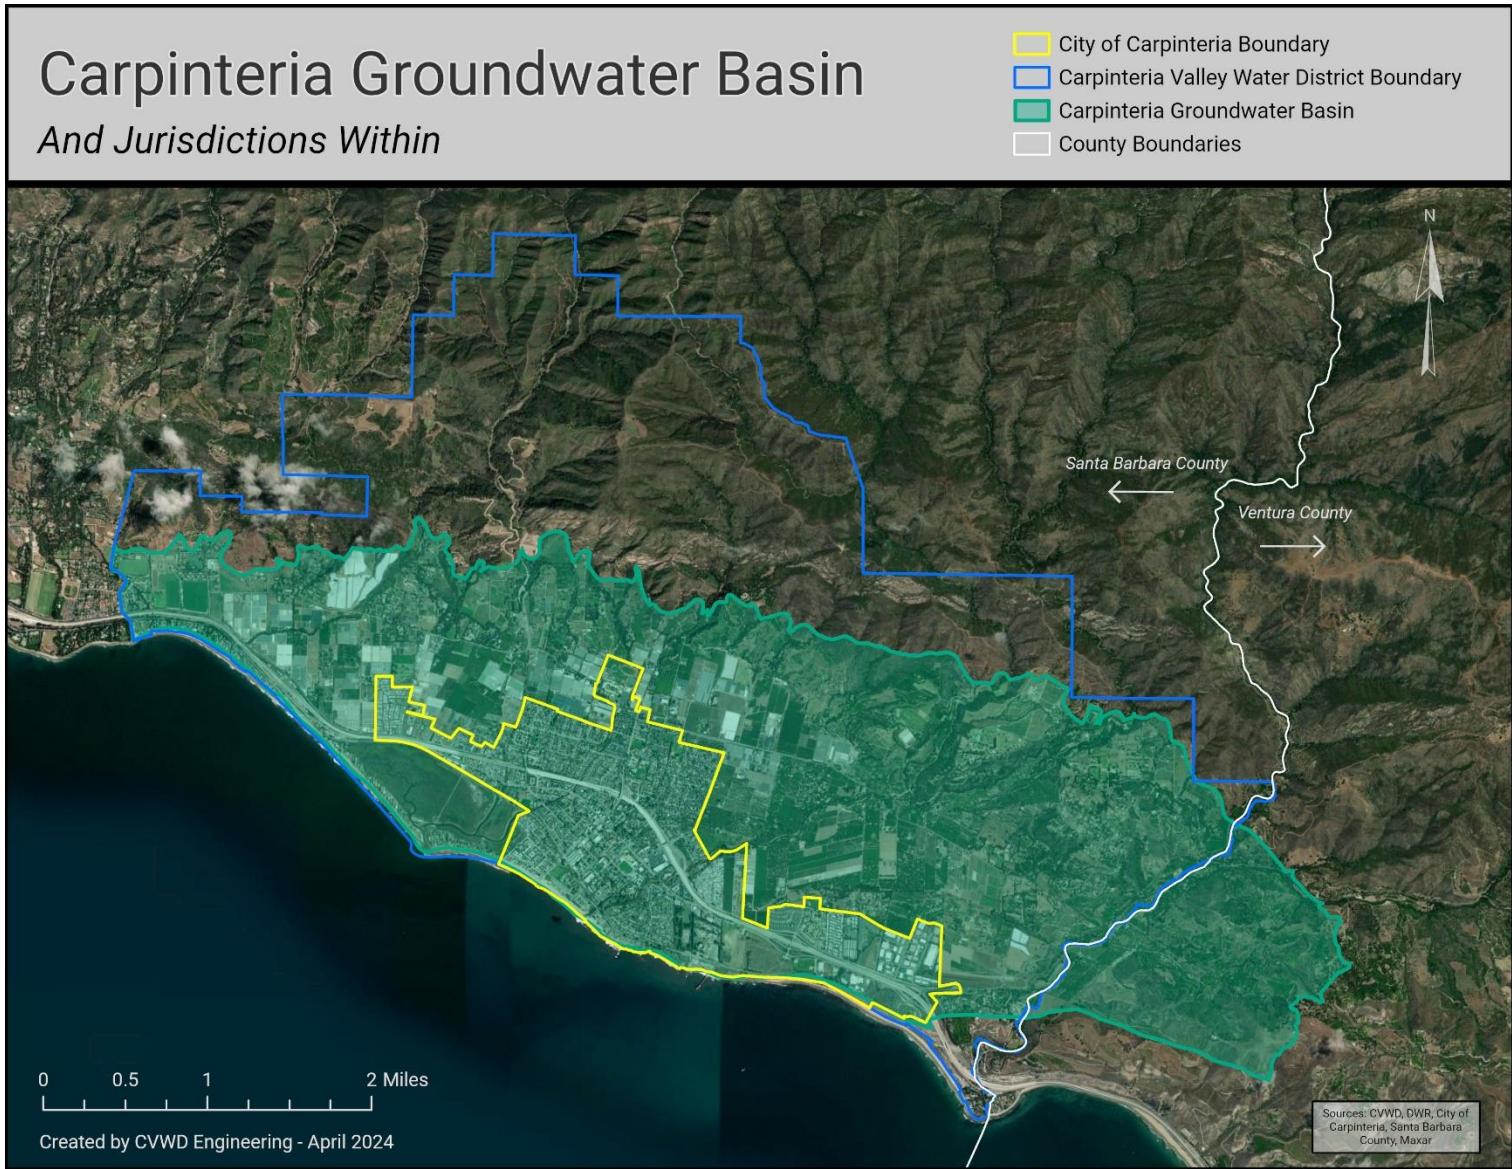 Carpinteria Groundwater Basin
And Jurisdictions Within
City of Carpinteria Boundary
Carpinteria Valley Water District Boundary
Carpinteria Groundwater Basin
County Boundaries
N
Santa Barbara County
Ventura County
0 0.5 1 2 Miles
Created by CVWD Engineering - April 2024
Sources: CVWD, DWR, City of
Carpinteria, Santa Barbara
County, Maxar